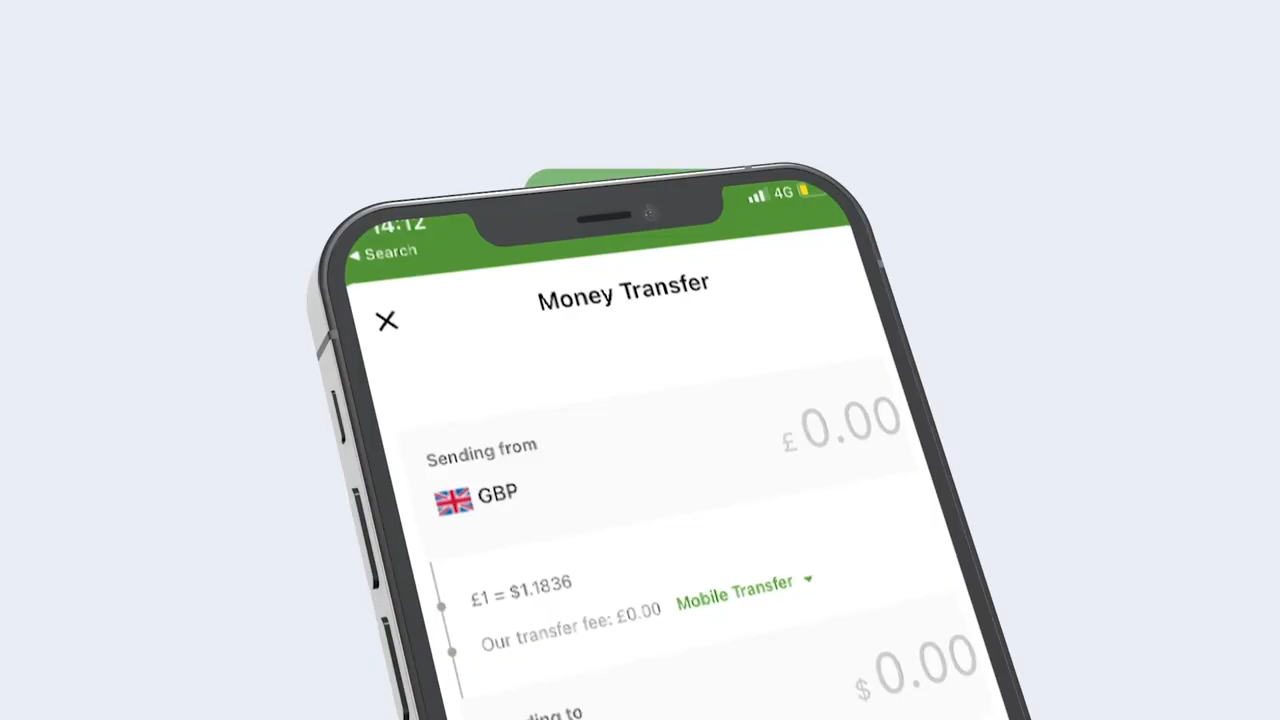 14:12
4G
Search
Money Transfer
Sending from
£ 0.00
GBP
£1 = $1.1836
Our transfer fee: £0.00 Mobile Transfer
$ 0.00
to